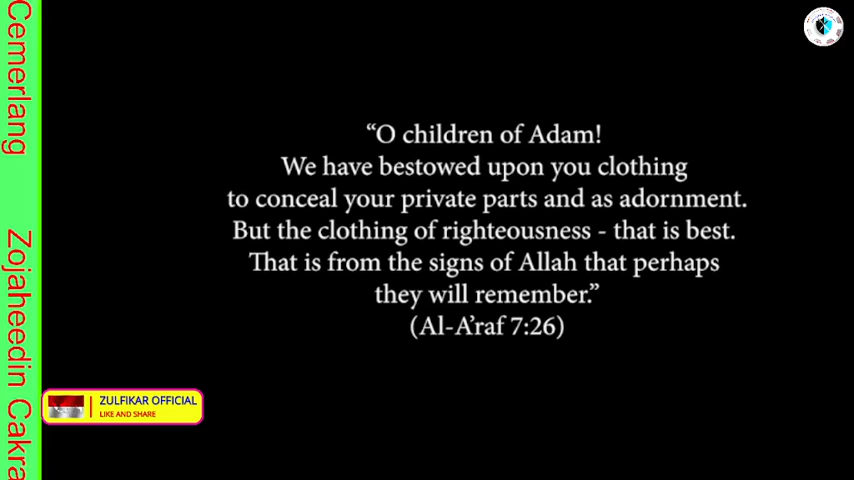 Cemerlang Zojaheedin Cakra
“O children of Adam!
We have bestowed upon you clothing
to conceal your private parts and as adornment.
But the clothing of righteousness - that is best.
That is from the signs of Allah that perhaps
they will remember.”
(Al-A’raf 7:26)
ZULFIKAR OFFICIAL
LIKE AND SHARE